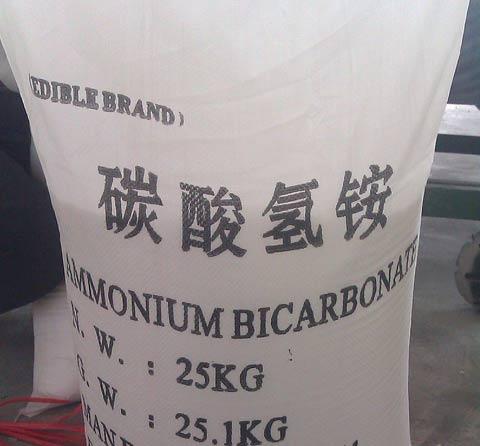 (EDIBLE BRAND)
碳酸氢铵
AMMONIUM BICARBONATE
N. W. : 25KG
G. W. : 25.1KG